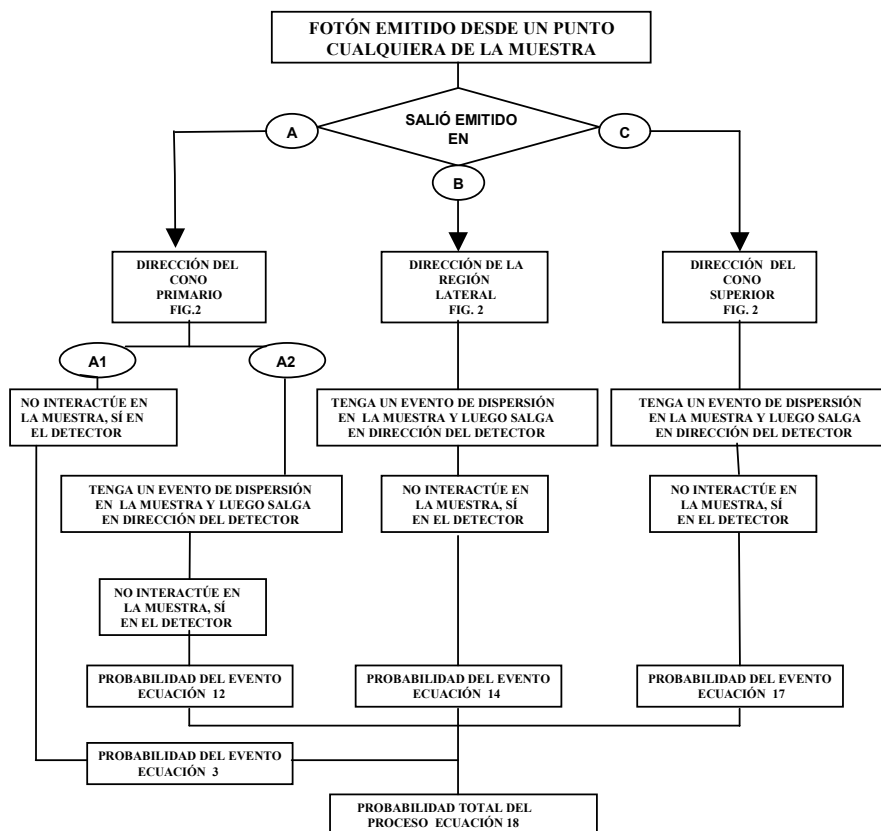 FOTÓN EMITIDO DESDE UN PUNTO
CUALQUIERA DE LA MUESTRA
SALIÓ EMITIDO
EN
A
C
B
DIRECCIÓN DEL
CONO
PRIMARIO
FIG.2
DIRECCIÓN DE LA
REGIÓN
LATERAL
FIG. 2
DIRECCIÓN DEL
CONO
SUPERIOR
FIG. 2
A1
A2
NO INTERACTÚE EN
LA MUESTRA, SÍ EN
EL DETECTOR
TENGA UN EVENTO DE DISPERSIÓN
EN LA MUESTRA Y LUEGO SALGA
EN DIRECCIÓN DEL DETECTOR
TENGA UN EVENTO DE DISPERSIÓN
EN LA MUESTRA Y LUEGO SALGA
EN DIRECCIÓN DEL DETECTOR
TENGA UN EVENTO DE DISPERSIÓN
EN LA MUESTRA Y LUEGO SALGA
EN DIRECCIÓN DEL DETECTOR
NO INTERACTÚE EN
LA MUESTRA, SÍ
EN EL DETECTOR
NO INTERACTÚE EN
LA MUESTRA, SÍ
EN EL DETECTOR
NO INTERACTÚE EN
LA MUESTRA, SÍ
EN EL DETECTOR
PROBABILIDAD DEL EVENTO
ECUACIÓN 12
PROBABILIDAD DEL EVENTO
ECUACIÓN 14
PROBABILIDAD DEL EVENTO
ECUACIÓN 17
PROBABILIDAD DEL EVENTO
ECUACIÓN 3
PROBABILIDAD TOTAL DEL
PROCESO ECUACIÓN 18